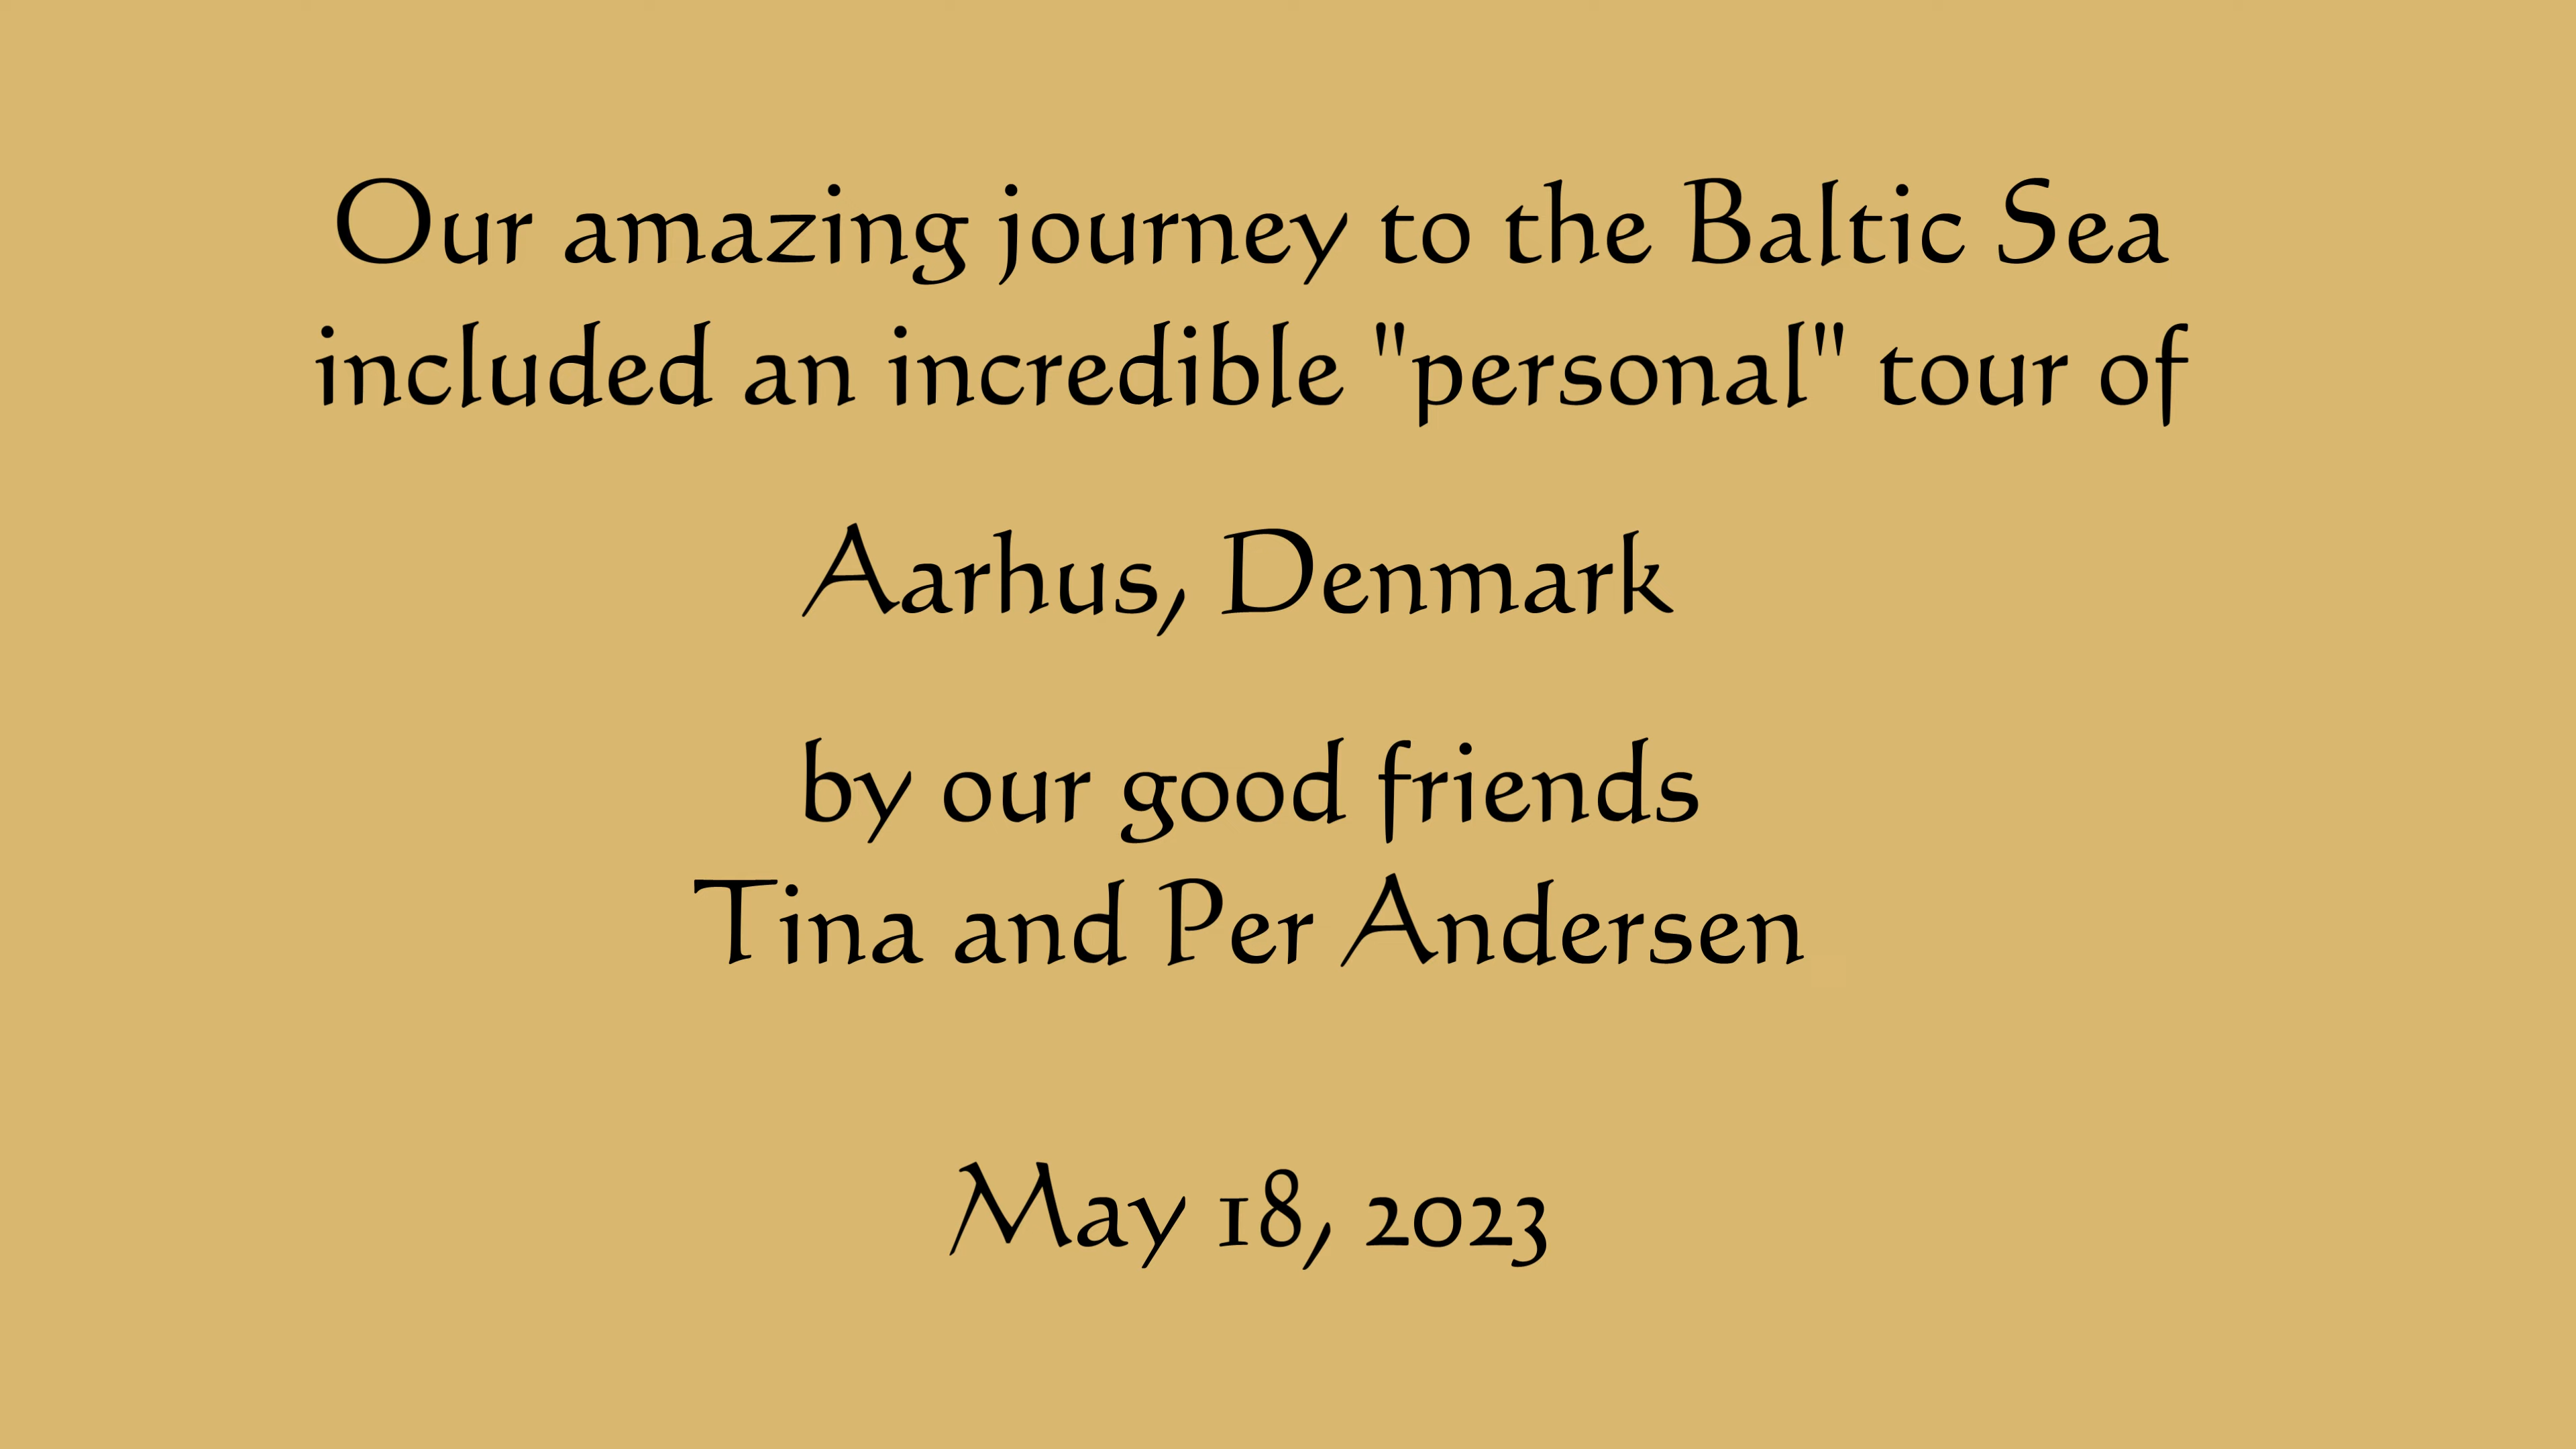 Our amazing journey to the Baltic Sea
included an incredible "personal" tour of
Aarhus, Denmark
by our good friends
Tina and Per Andersen
May 18, 2023